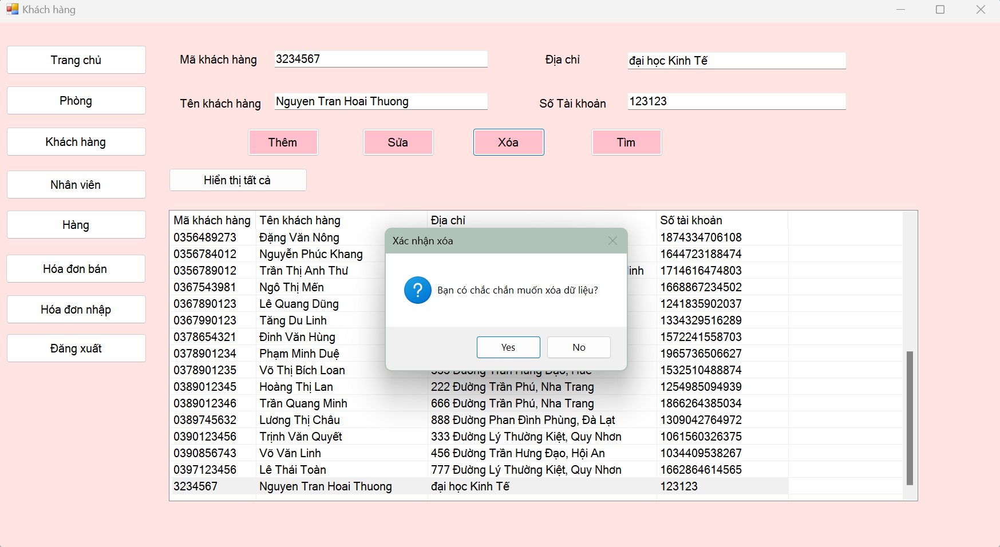 Khách hàng
Trang chủ
Phòng
Khách hàng
Nhân viên
Hàng
Hóa đơn bán
Hóa đơn nhập
Đăng xuất
Mã khách hàng 3234567 Địa chỉ đại học Kinh Tế
Tên khách hàng Nguyen Tran Hoai Thuong Số Tài khoản 123123
Thêm Sửa Xóa Tìm
Hiển thị tất cả
Mã khách hàng Tên khách hàng Địa chỉ Số tài khoản
0356489273 Đặng Văn Nông 1874334706108
0356784012 Nguyễn Phúc Khang 1644723188474
0356789012 Trần Thị Anh Thư 1714616474803
0367543981 Ngô Thị Mến 1668867234502
0367890123 Lê Quang Dũng 1241835902037
0367990123 Tăng Du Linh 1334329516289
0378654321 Đinh Văn Hùng 1572241558703
0378901234 Phạm Minh Duệ 1965736506627
0378901235 Võ Thị Bích Loan 1532510488874
0389012345 Hoàng Thị Lan 222 Đường Trần Phú, Nha Trang 1254985094939
0389012346 Trần Quang Minh 666 Đường Trần Phú, Nha Trang 1866264385034
0389745632 Lương Thị Châu 888 Đường Phan Đình Phùng, Đà Lạt 1309042764972
0390123456 Trịnh Văn Quyết 333 Đường Lý Thường Kiệt, Quy Nhơn 1061560326375
0390856743 Võ Văn Linh 456 Đường Trần Hưng Đạo, Hội An 1034409538267
0397123456 Lê Thái Toàn 777 Đường Lý Thường Kiệt, Quy Nhơn 1662864614565
3234567 Nguyen Tran Hoai Thuong đại học Kinh Tế 123123
Xác nhận xóa
Bạn có chắc chắn muốn xóa dữ liệu?
Yes No